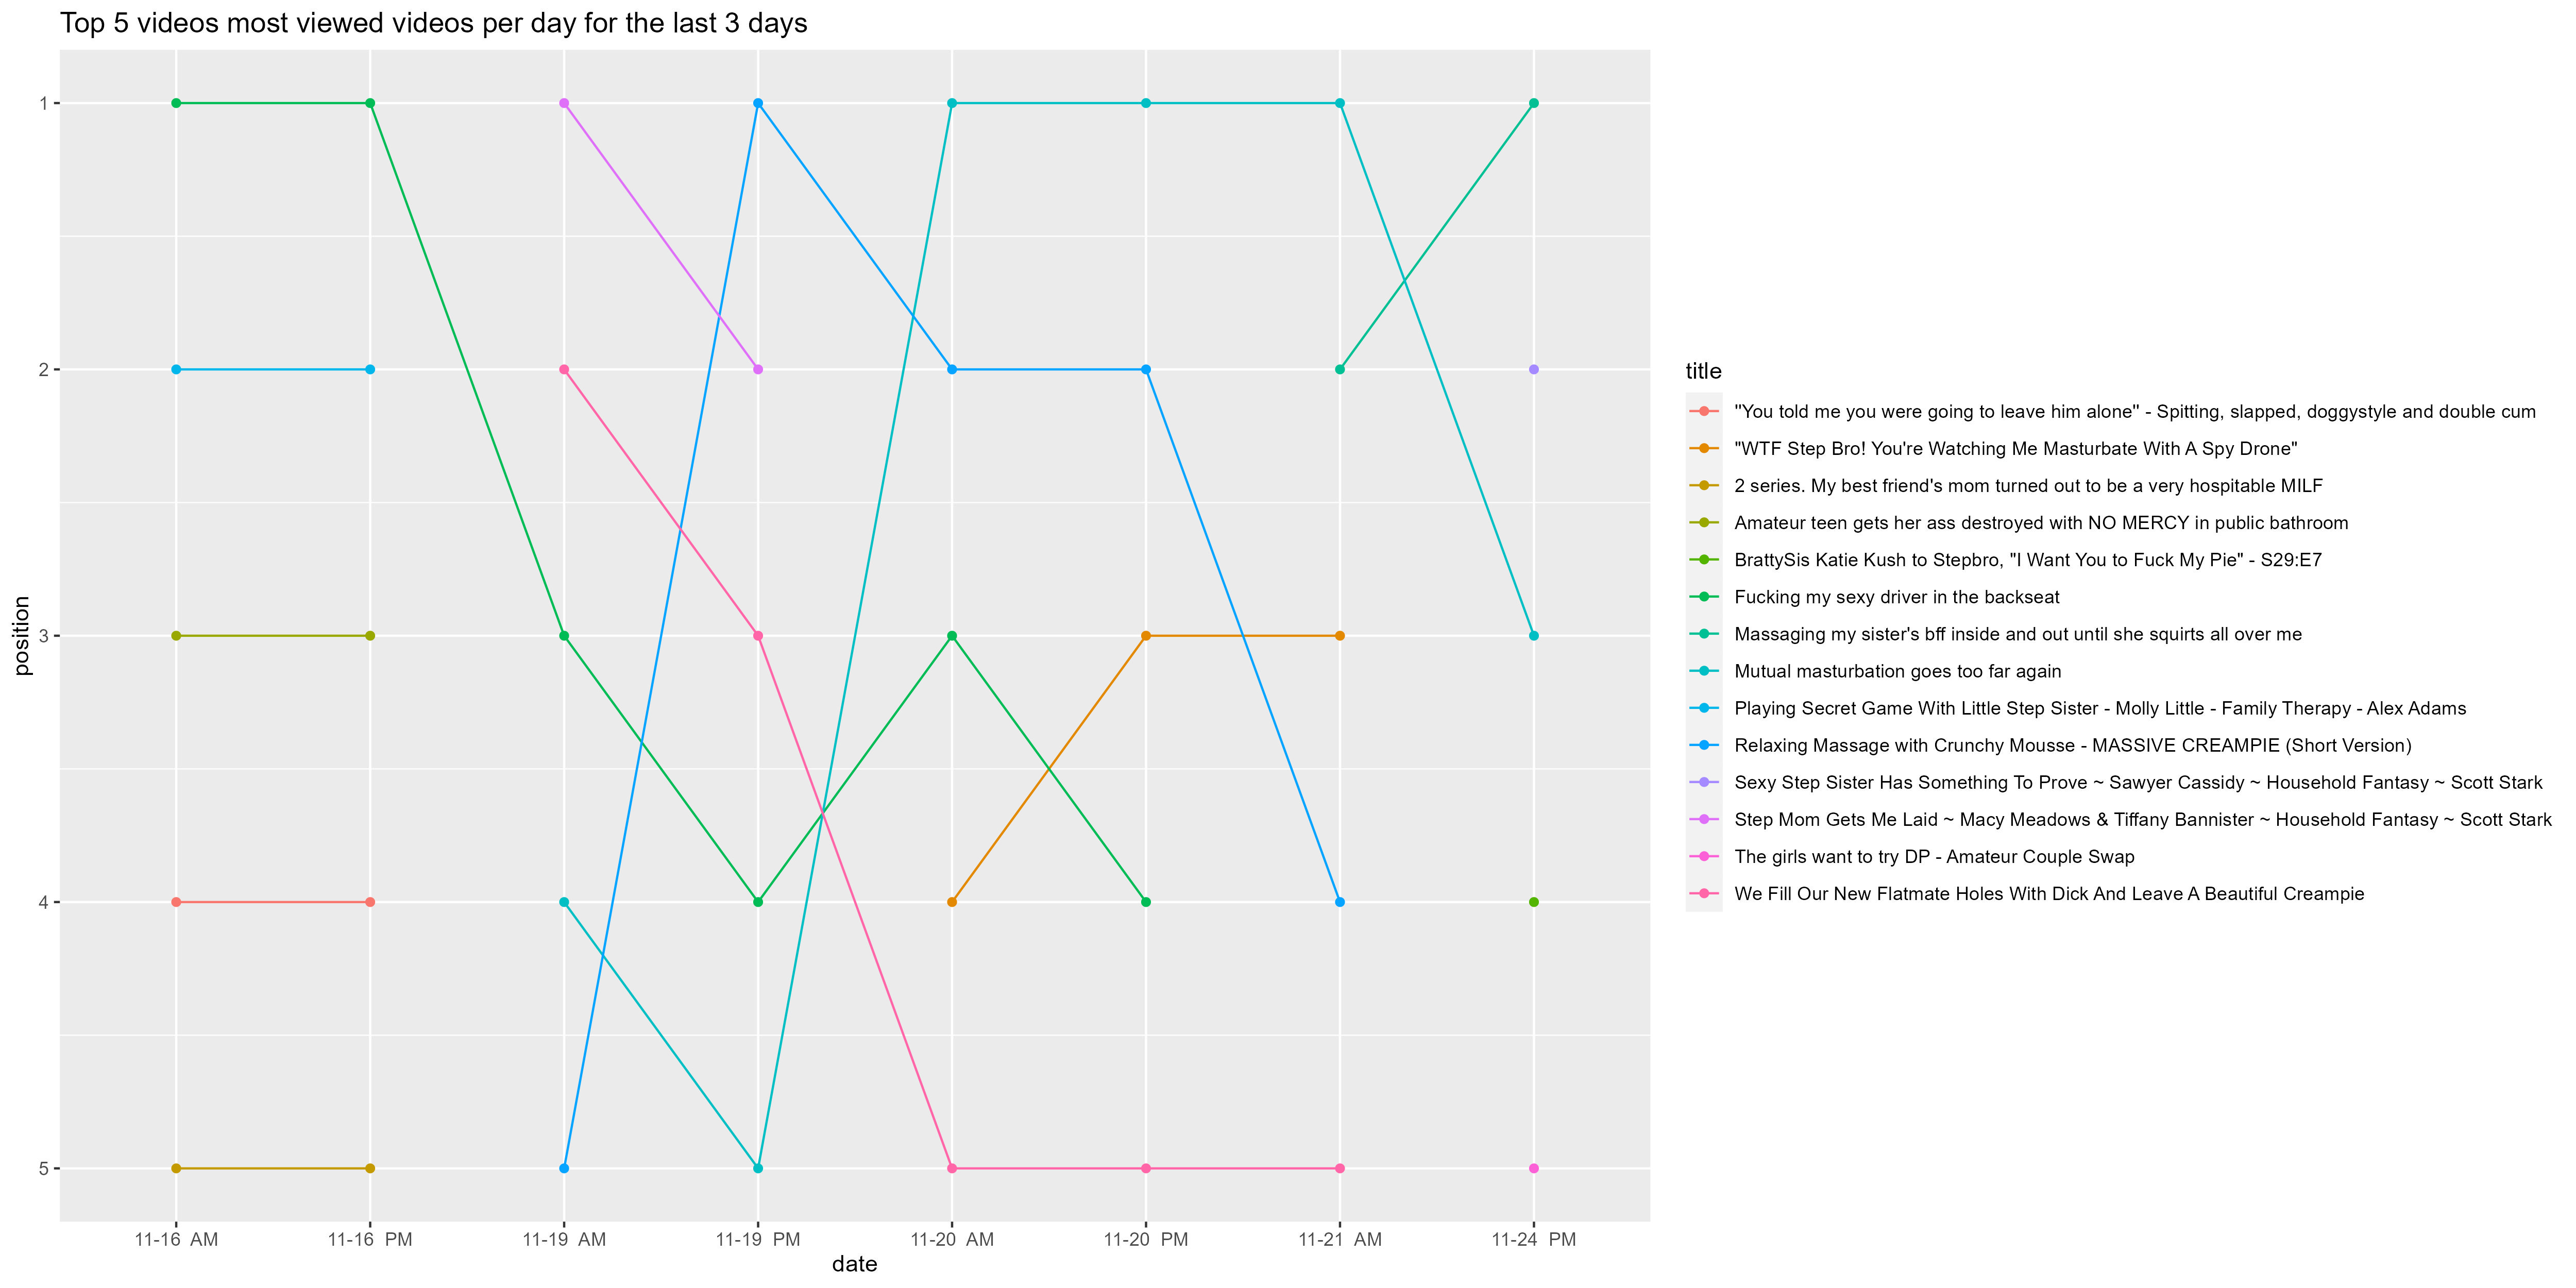 Top 5 videos most viewed videos per day for the last 3 days
position
1
2
3
4
5
11-16 AM
11-16 PM
11-19 AM
11-19 PM
11-20 AM
11-20 PM
11-21 AM
11-24 PM
date
title
"You told me you were going to leave him alone" - Spitting, slapped, doggystyle and double cum
"WTF Step Bro! You're Watching Me Masturbate With A Spy Drone"
2 series. My best friend's mom turned out to be a very hospitable MILF
Amateur teen gets her ass destroyed with NO MERCY in public bathroom
BrattySis Katie Kush to Stepbro, "I Want You to Fuck My Pie" - S29:E7
Fucking my sexy driver in the backseat
Massaging my sister's bff inside and out until she squirts all over me
Mutual masturbation goes too far again
Playing Secret Game With Little Step Sister - Molly Little - Family Therapy - Alex Adams
Relaxing Massage with Crunchy Mousse - MASSIVE CREAMPIE (Short Version)
Sexy Step Sister Has Something To Prove ~ Sawyer Cassidy ~ Household Fantasy ~ Scott Stark
Step Mom Gets Me Laid ~ Macy Meadows & Tiffany Bannister ~ Household Fantasy ~ Scott Stark
The girls want to try DP - Amateur Couple Swap
We Fill Our New Flatmate Holes With Dick And Leave A Beautiful Creampie